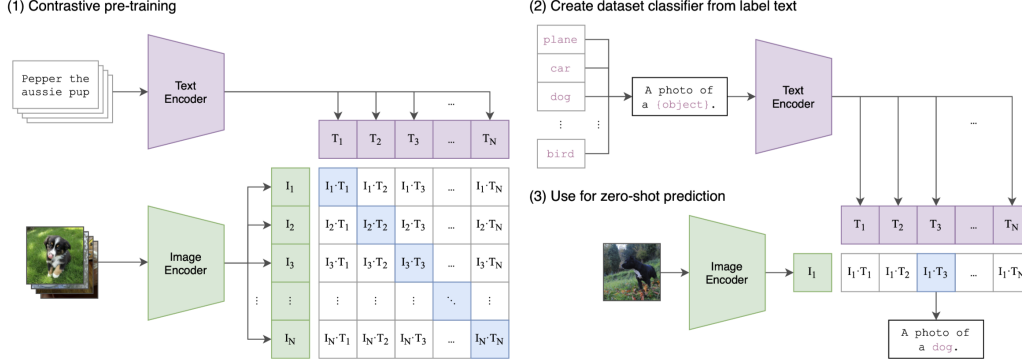 (1) Contrastive pre-training
Pepper the
aussie pup
Text
Encoder
...
T1 T2 T3 ... TN
I1 I1·T1 I1·T2 I1·T3 ... I1·TN
I2 I2·T1 I2·T2 I2·T3 ... I2·TN
I3 I3·T1 I3·T2 I3·T3 ... I3·TN
⋮ ⋮ ⋮ ⋮ ⋱ ⋮
IN IN·T1 IN·T2 IN·T3 ... IN·TN
Image
Encoder
(2) Create dataset classifier from label text
plane
car
dog
⋮ ⋮
bird
A photo of
a {object}.
Text
Encoder
...
(3) Use for zero-shot prediction
Image
Encoder
T1 T2 T3 ... TN
I1 I1·T1 I1·T2 I1·T3 ... I1·TN
A photo of
a dog.